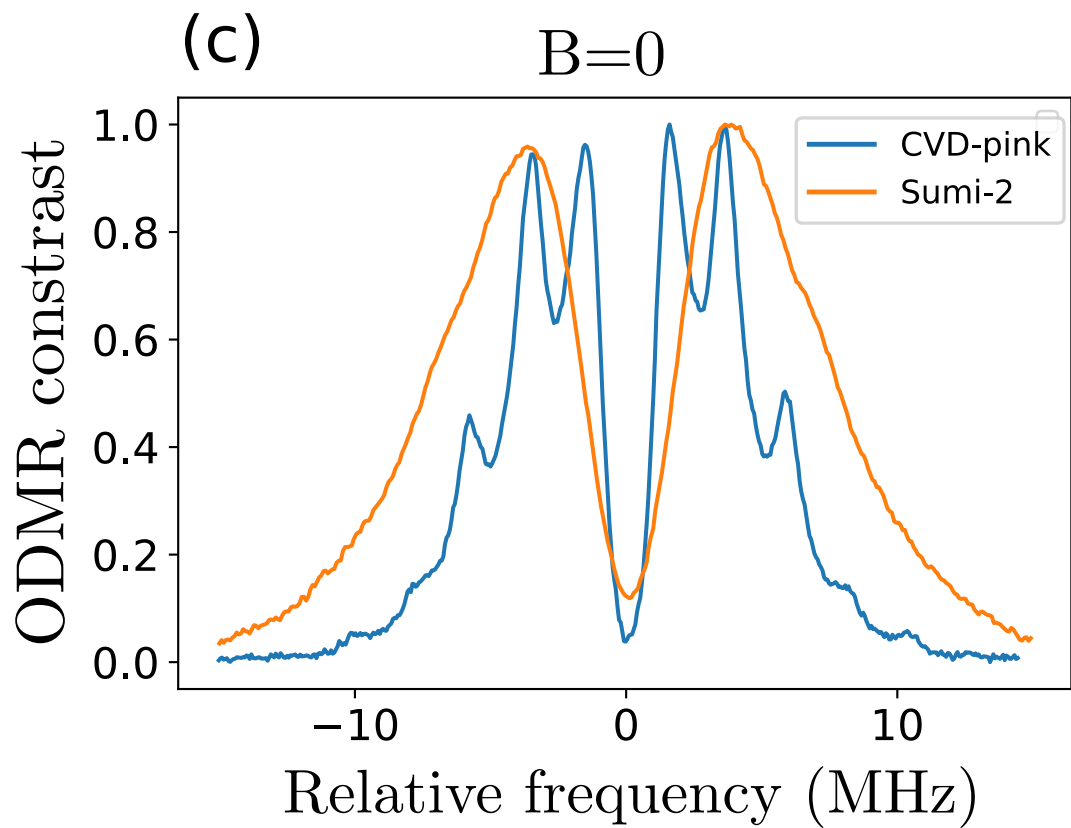 (c)
B=0
ODMR constrast
1.0
0.8
0.6
0.4
0.2
0.0
CVD-pink
Sumi-2
−10
0
10
Relative frequency (MHz)